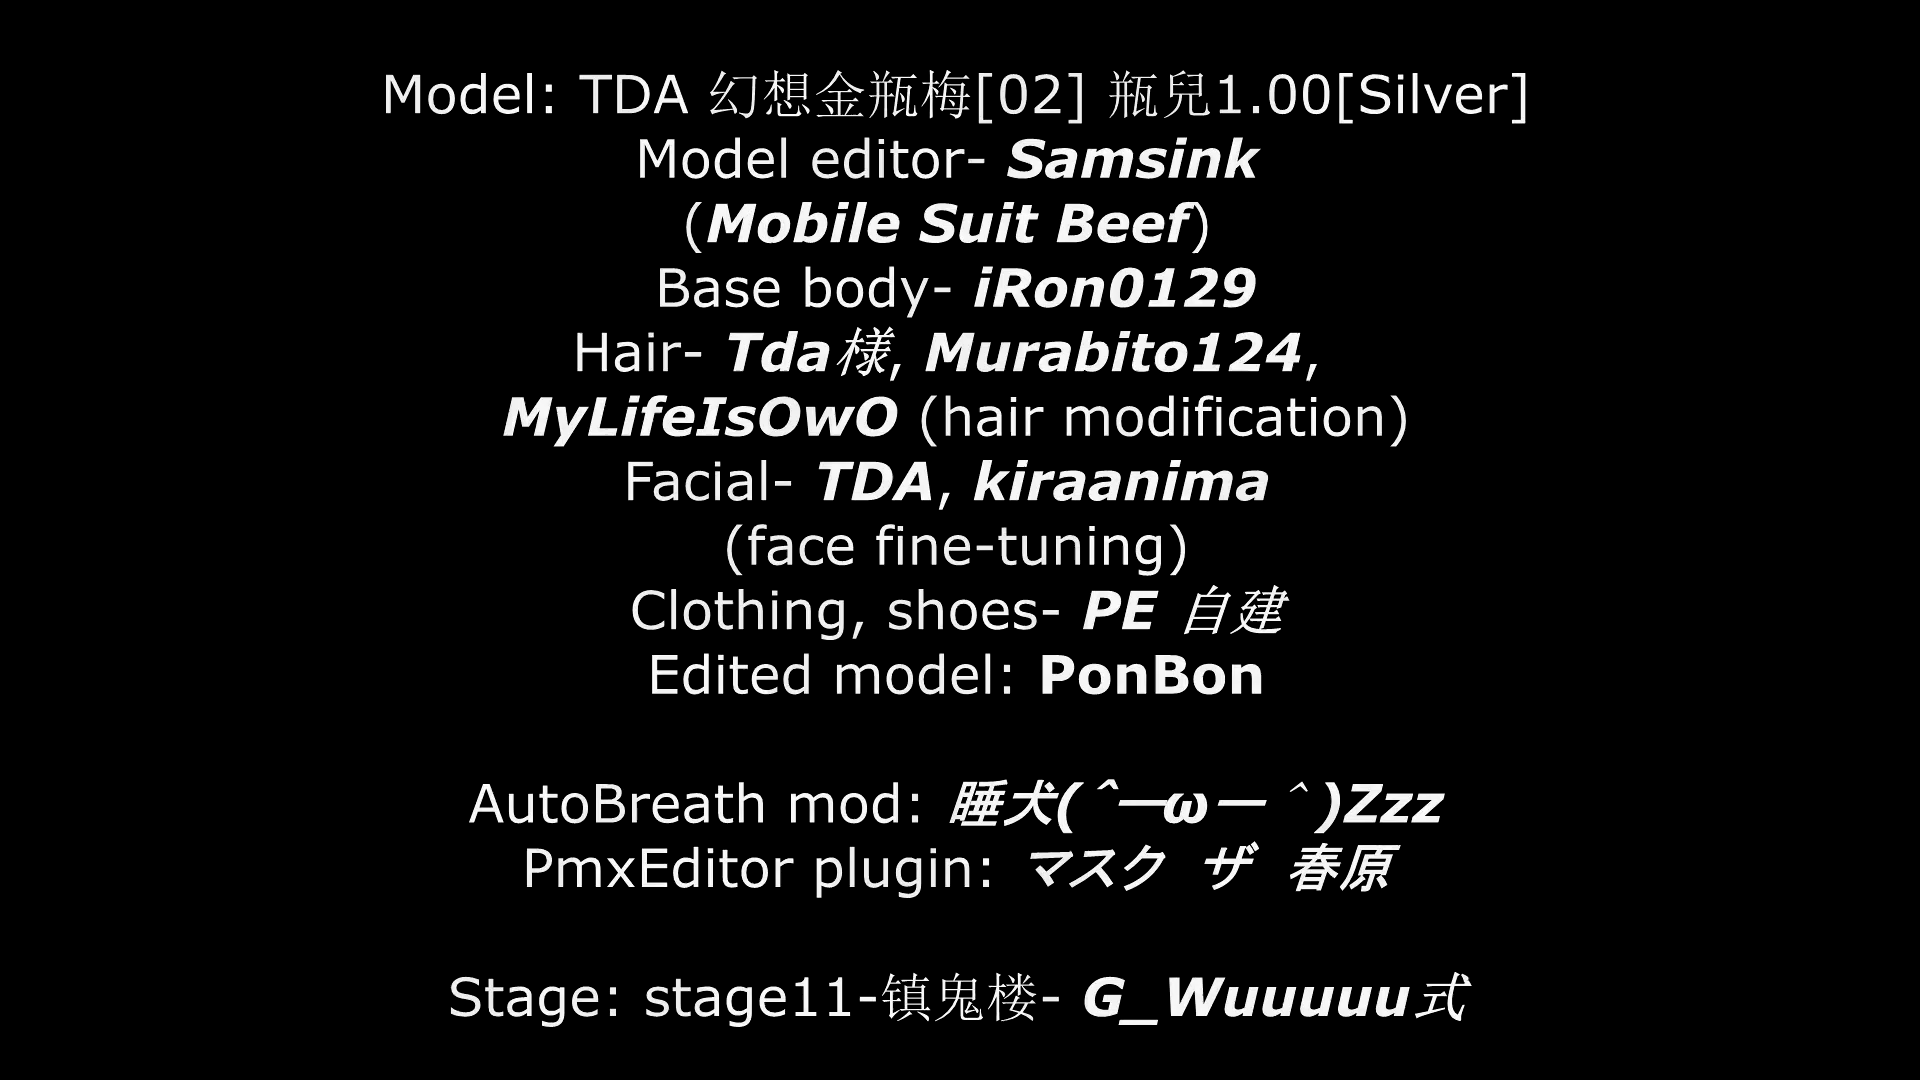 Model: TDA 幻想金瓶梅[02] 瓶兒1.00[Silver]
Model editor- Samsink
(Mobile Suit Beef)
Base body- iRon0129
Hair- Tda様, Murabito124,
MyLifeIsOwO (hair modification)
Facial- TDA, kiraanima
(face fine-tuning)
Clothing, shoes- PE 自建
Edited model: PonBon
AutoBreath mod: 睡犬(＾—ω—＾)Zzz
PmxEditor plugin: マスク ザ 春原
Stage: stage11-镇鬼楼- G_Wuuuuu式